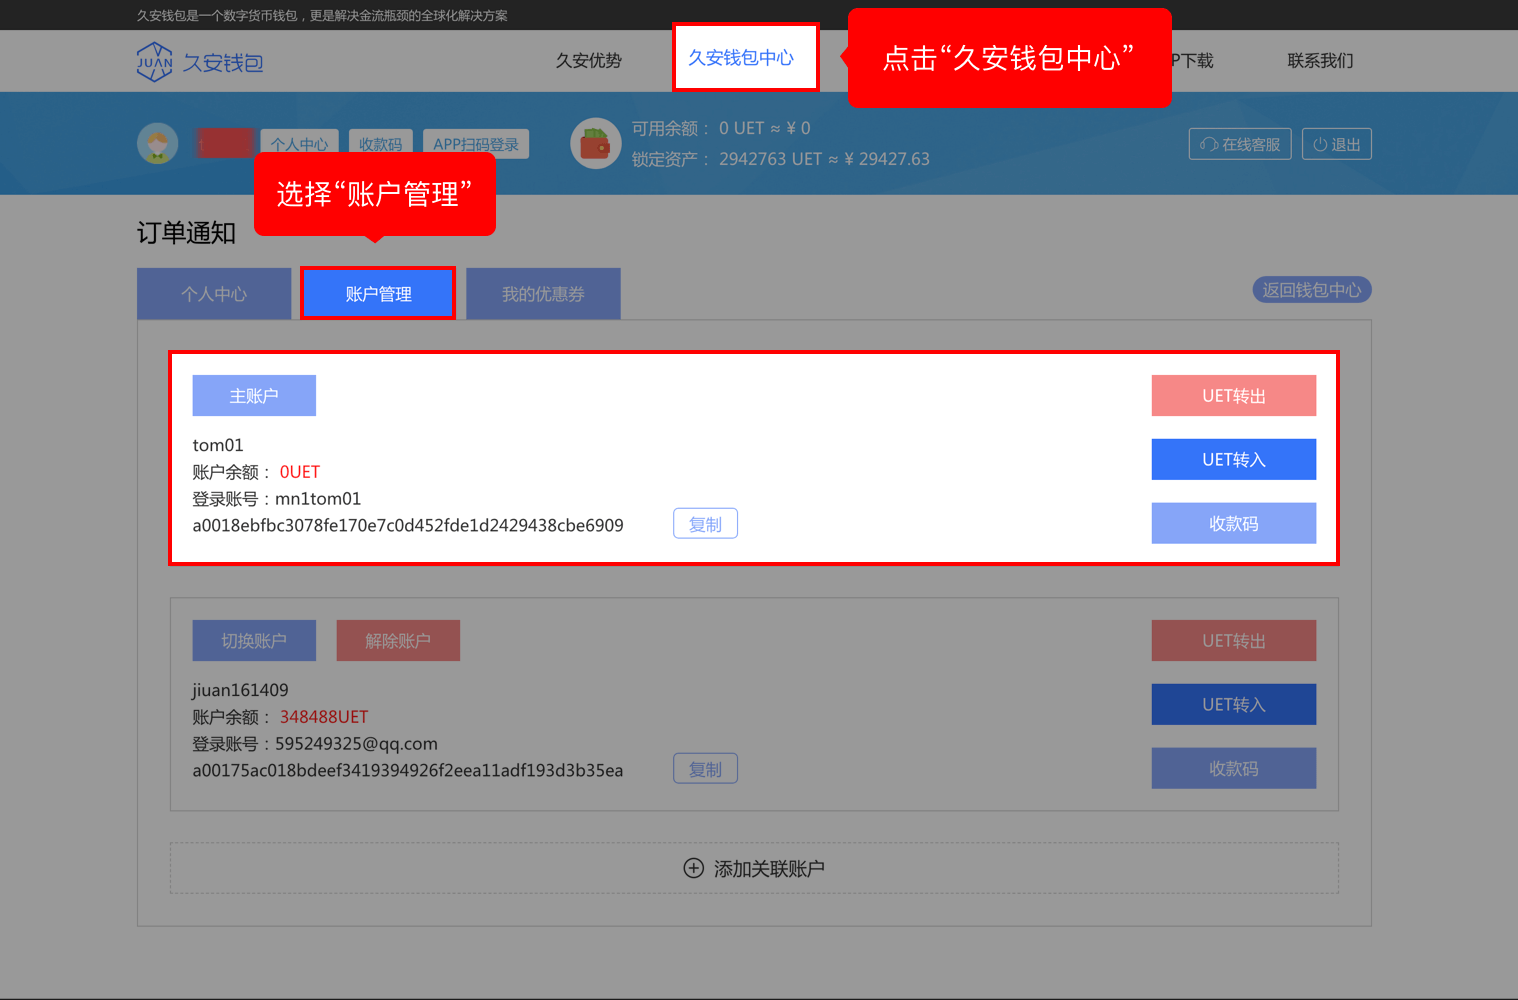 久安钱包是一个数字货币钱包，更是解决金流瓶颈的全球化解决方案
JUAN 久安钱包
久安优势
久安钱包中心
点击“久安钱包中心”
P下载
联系我们
1
个人中心
收款码
APP扫码登录
可用余额： 0 UET ≈ ¥ 0
锁定资产： 2942763 UET ≈ ¥ 29427.63
在线客服
退出
选择“账户管理”
订单通知
个人中心
账户管理
我的优惠券
返回钱包中心
主账户
UET转出
tom01
账户余额： 0UET
UET转入
登录账号：mn1tom01
a0018ebfbc3078fe170e7c0d452fde1d2429438cbe6909
复制
收款码
切换账户
解除账户
UET转出
jiuan161409
账户余额： 348488UET
UET转入
登录账号：595249325@qq.com
a00175ac018bdeef3419394926f2eea11adf193d3b35ea
复制
收款码
添加关联账户